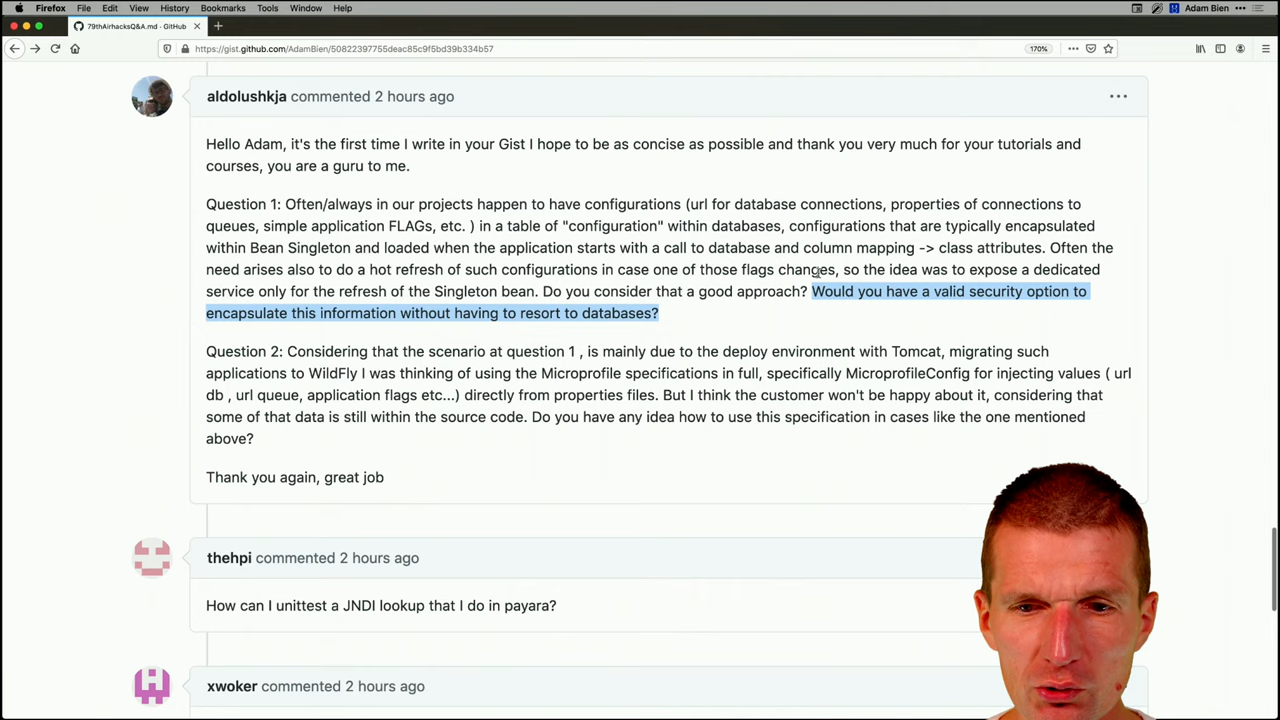 Firefox File Edit View History Bookmarks Tools Window Help Adam Bien
79thAirhacksQ&A.md · GitHub
https://gist.github.com/AdamBien/50822397755deac85c9f5bd39b334b57 170%
aldolushkja commented 2 hours ago
Hello Adam, it's the first time I write in your Gist I hope to be as concise as possible and thank you very much for your tutorials and
courses, you are a guru to me.
Question 1: Often/always in our projects happen to have configurations (url for database connections, properties of connections to
queues, simple application FLAGs, etc. ) in a table of "configuration" within databases, configurations that are typically encapsulated
within Bean Singleton and loaded when the application starts with a call to database and column mapping -> class attributes. Often the
need arises also to do a hot refresh of such configurations in case one of those flags changes, so the idea was to expose a dedicated
service only for the refresh of the Singleton bean. Do you consider that a good approach? Would you have a valid security option to
encapsulate this information without having to resort to databases?
Question 2: Considering that the scenario at question 1 , is mainly due to the deploy environment with Tomcat, migrating such
applications to WildFly I was thinking of using the Microprofile specifications in full, specifically MicroprofileConfig for injecting values ( url
db , url queue, application flags etc...) directly from properties files. But I think the customer won't be happy about it, considering that
some of that data is still within the source code. Do you have any idea how to use this specification in cases like the one mentioned
above?
Thank you again, great job
thehpi commented 2 hours ago
How can I unittest a JNDI lookup that I do in payara?
xwoker commented 2 hours ago